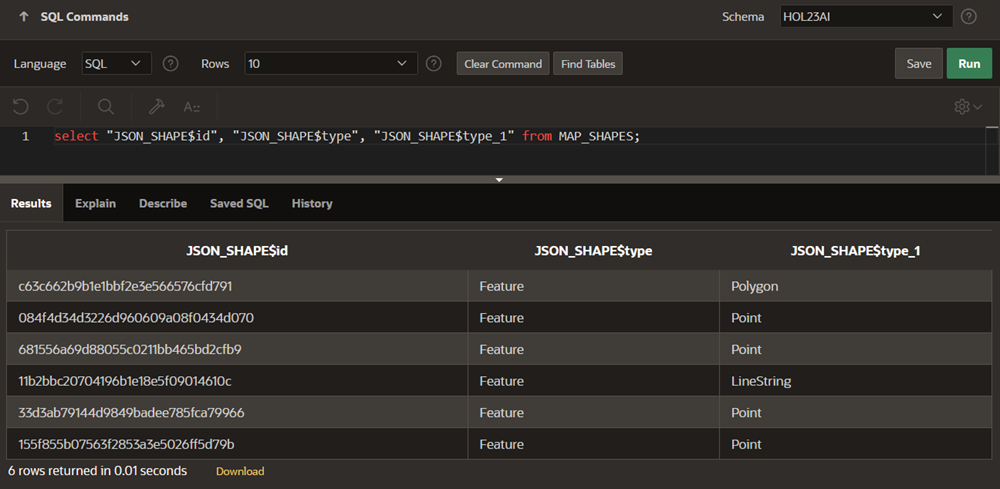 SQL Commands Schema HOL23AI
Language SQL Rows 10 Clear Command Find Tables Save Run
A::
1 select "JSON_SHAPE$id", "JSON_SHAPE$type", "JSON_SHAPE$type_1" from MAP_SHAPES;
Results Explain Describe Saved SQL History
JSON_SHAPE$id JSON_SHAPE$type JSON_SHAPE$type_1
c63c662b9b1e1bbf2e3e566576cfd791 Feature Polygon
084f4d34d3226d960609a08f0434d070 Feature Point
681556a69d88055c0211bb465bd2cfb9 Feature Point
11b2bbc20704196b1e18e5f09014610c Feature LineString
33d3ab79144d9849badee785fca79966 Feature Point
155f855b07563f2853a3e5026ff5d79b Feature Point
6 rows returned in 0.01 seconds Download